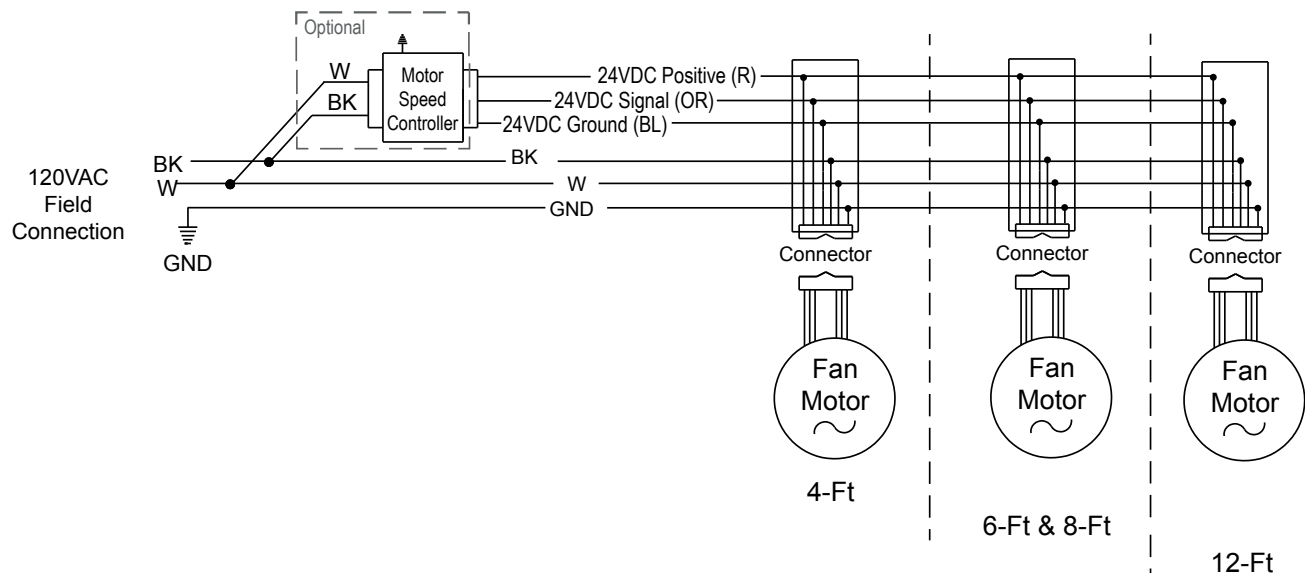 Optional
W
BK
Motor
Speed
Controller
24VDC Positive (R)
24VDC Signal (OR)
24VDC Ground (BL)
120VAC
Field
Connection
BK
W
GND
BK
W
GND
Connector
Connector
Connector
Fan
Motor
Fan
Motor
Fan
Motor
4-Ft
6-Ft & 8-Ft
12-Ft